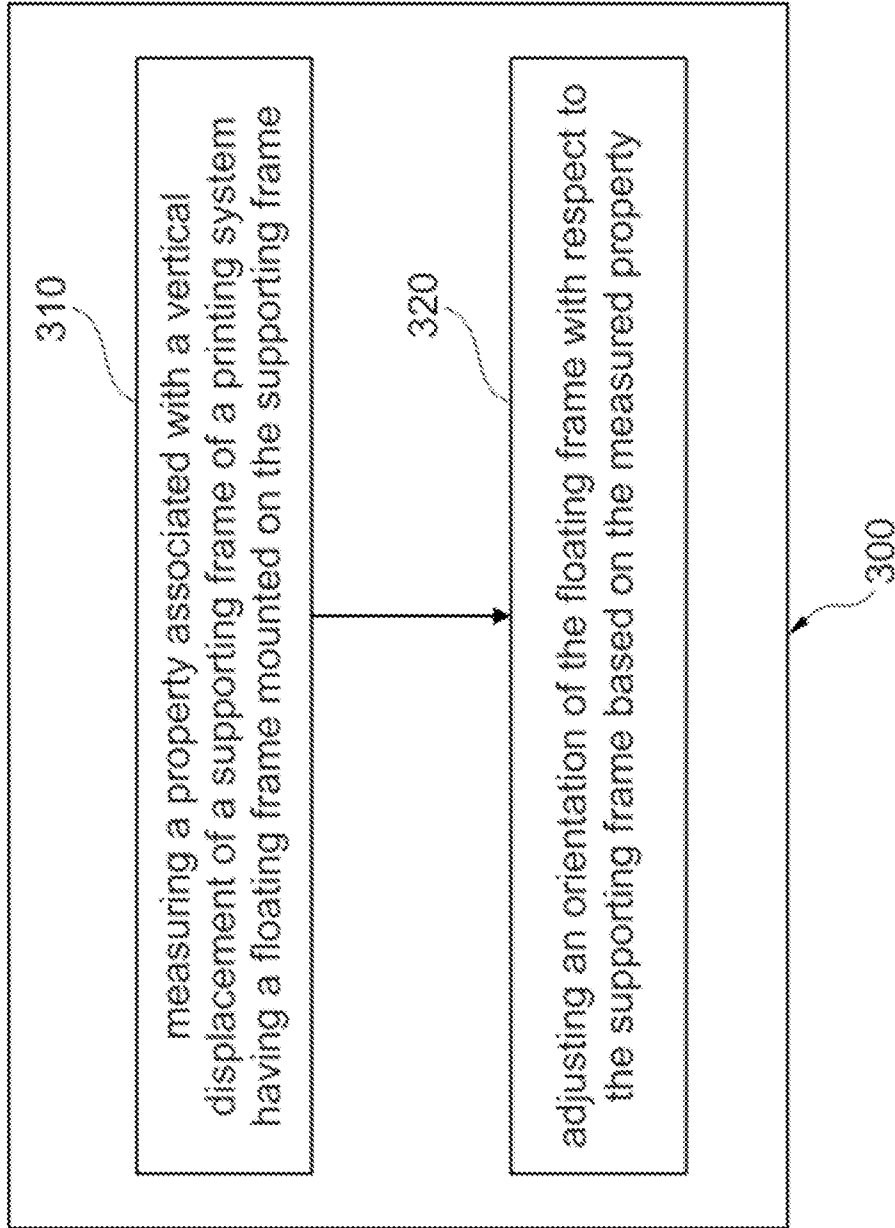 310
measuring a property associated with a vertical
displacement of a supporting frame of a printing system
having a floating frame mounted on the supporting frame
320
adjusting an orientation of the floating frame with respect to
the supporting frame based on the measured property
300